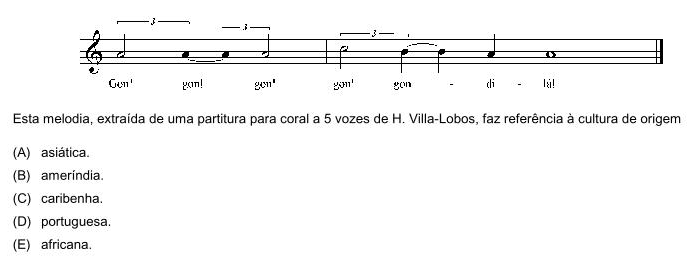 3 3 3
Gon! gon! gon! gon! gon - di - lá!
Esta melodia, extraída de uma partitura para coral a 5 vozes de H. Villa-Lobos, faz referência à cultura de origem
(A) asiática.
(B) ameríndia.
(C) caribenha.
(D) portuguesa.
(E) africana.